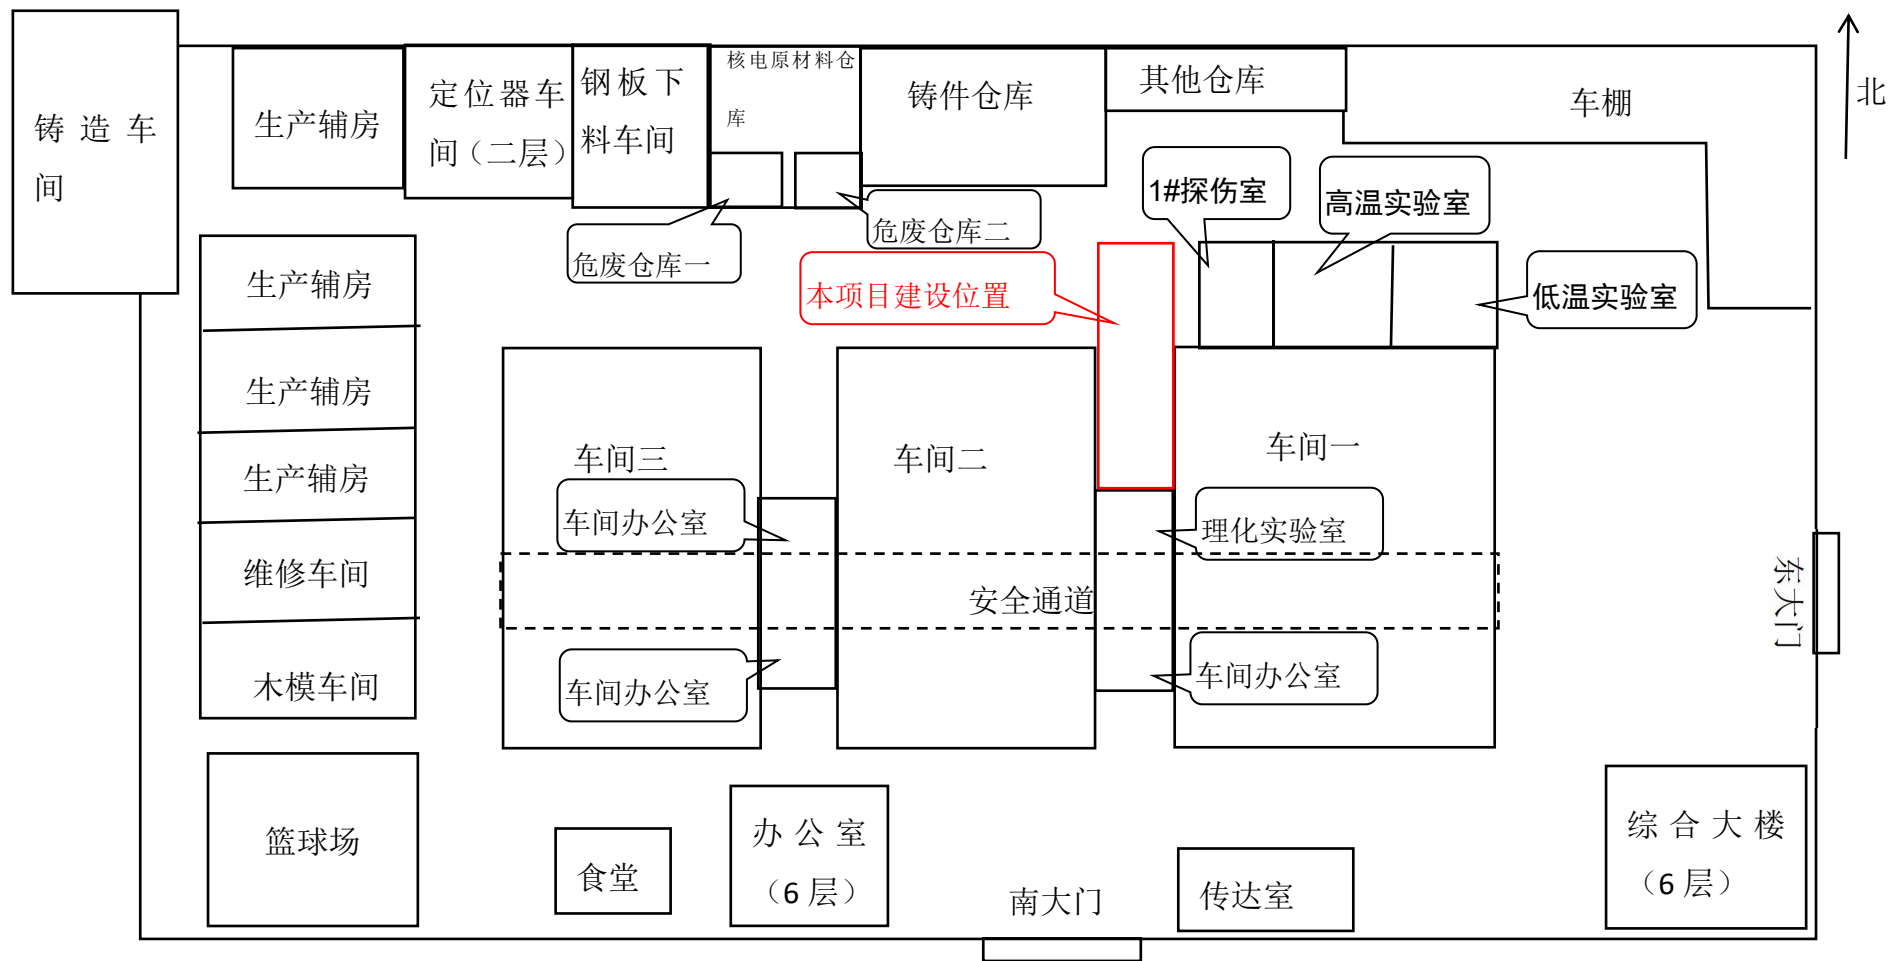 铸造车
间
生产辅房
定位器车
间（二层）
钢板下
料车间
核电原材料仓
库
铸件仓库
其他仓库
车棚
北
危废仓库一
危废仓库二
1#探伤室
高温实验室
低温实验室
本项目建设位置
生产辅房
生产辅房
生产辅房
维修车间
木模车间
车间三
车间二
车间一
车间办公室
理化实验室
安全通道
车间办公室
车间办公室
东大门
篮球场
食堂
办公室
（6层）
南大门
传达室
综合大楼
（6层）